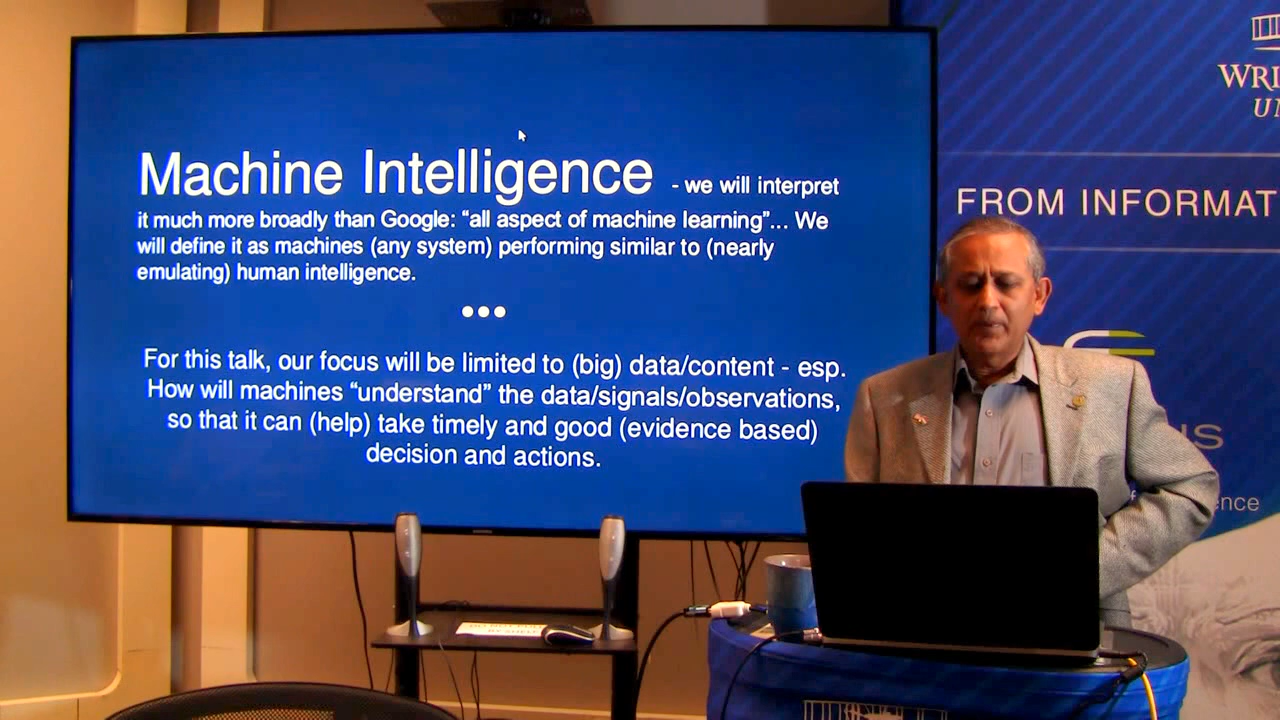 Machine Intelligence - we will interpret
it much more broadly than Google: “all aspect of machine learning”... We
will define it as machines (any system) performing similar to (nearly
emulating) human intelligence.
•••
For this talk, our focus will be limited to (big) data/content - esp.
How will machines “understand” the data/signals/observations,
so that it can (help) take timely and good (evidence based)
decision and actions.
WRI
UN
FROM INFORMAT